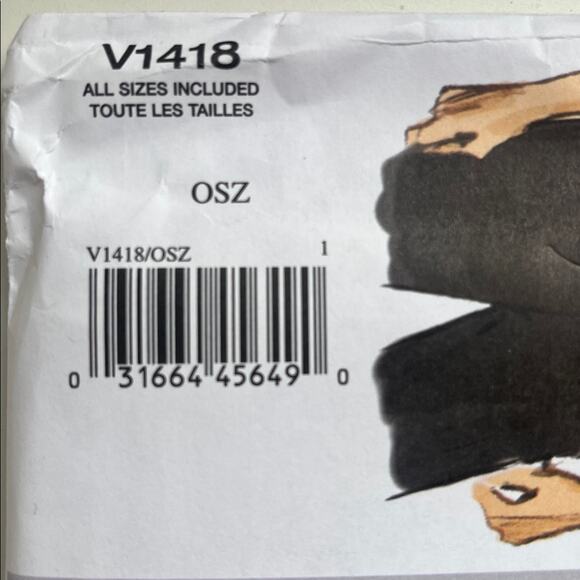 V1418
ALL SIZES INCLUDED
TOUTE LES TAILLES
OSZ
V1418/OSZ 1
0 31664 45649 0